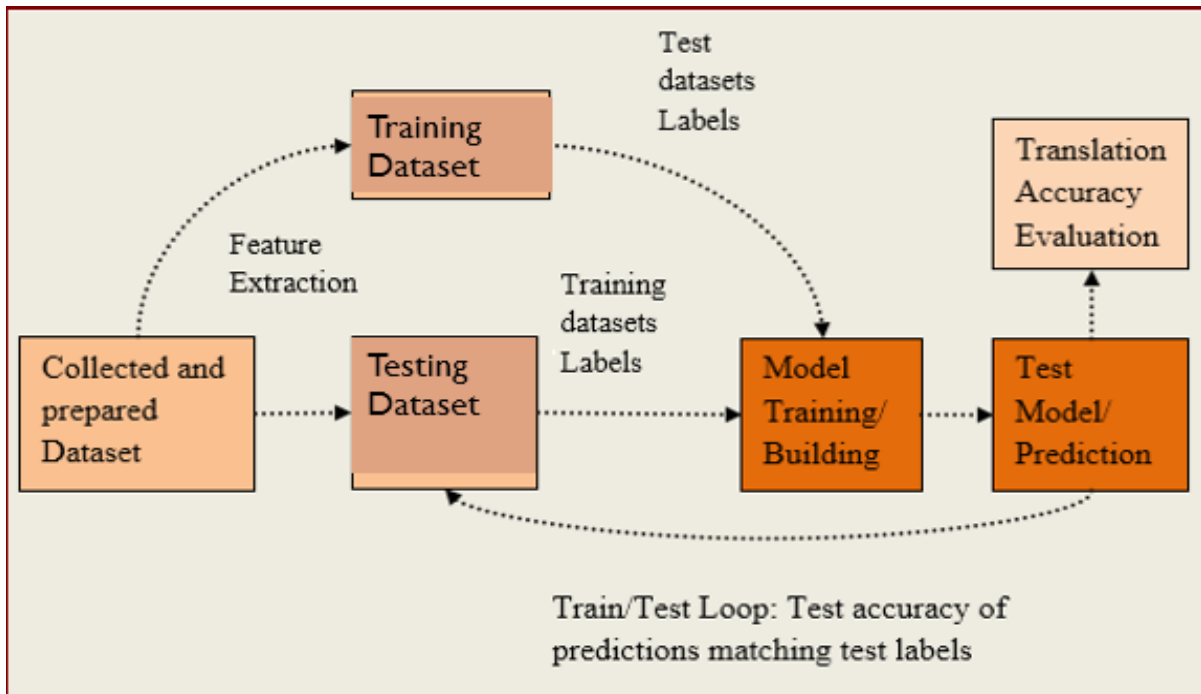 Test
datasets
Labels
Training
Dataset
Translation
Accuracy
Evaluation
Feature
Extraction
Training
datasets
Labels
Collected and
prepared
Dataset
Testing
Dataset
Model
Training/
Building
Test
Model/
Prediction
Train/Test Loop: Test accuracy of
predictions matching test labels